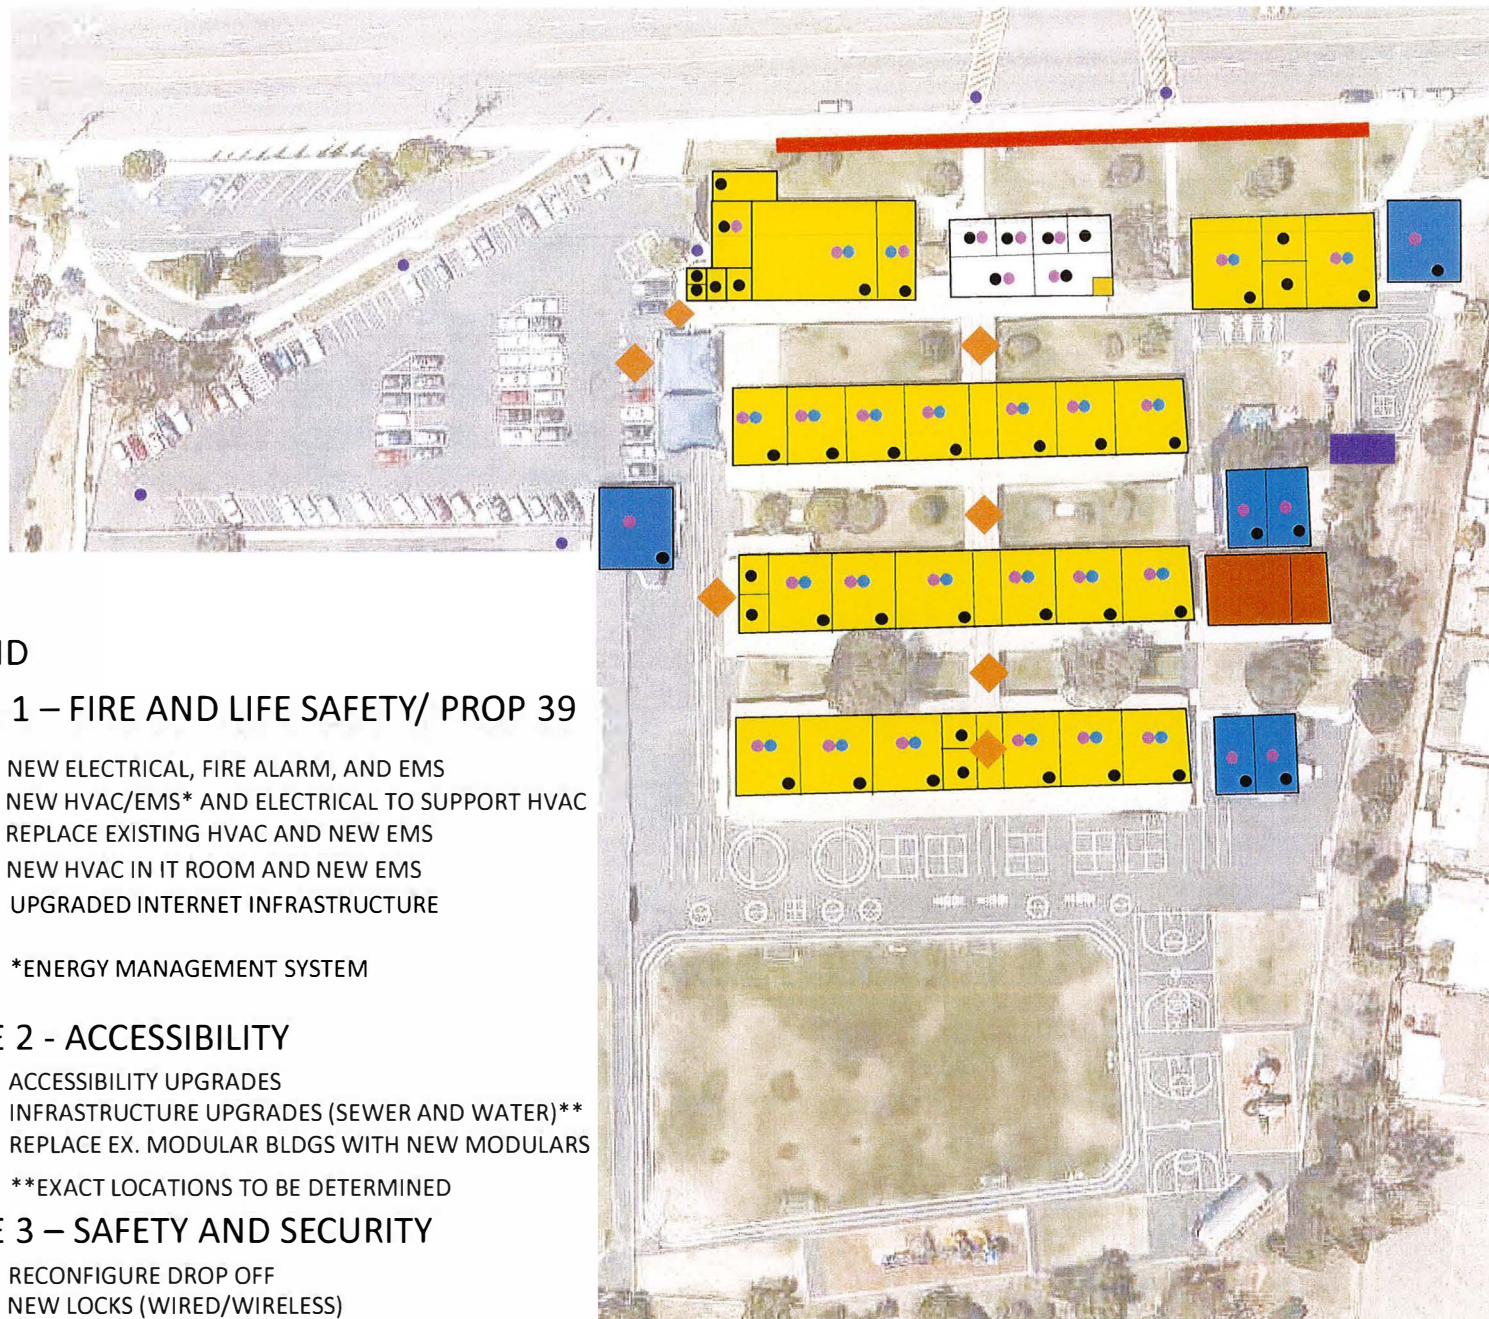 ND
1 – FIRE AND LIFE SAFETY/ PROP 39
NEW ELECTRICAL, FIRE ALARM, AND EMS
NEW HVAC/EMS* AND ELECTRICAL TO SUPPORT HVAC
REPLACE EXISTING HVAC AND NEW EMS
NEW HVAC IN IT ROOM AND NEW EMS
UPGRADED INTERNET INFRASTRUCTURE
*ENERGY MANAGEMENT SYSTEM
E 2 - ACCESSIBILITY
ACCESSIBILITY UPGRADES
INFRASTRUCTURE UPGRADES (SEWER AND WATER)**
REPLACE EX. MODULAR BLDGS WITH NEW MODULARS
**EXACT LOCATIONS TO BE DETERMINED
E 3 – SAFETY AND SECURITY
RECONFIGURE DROP OFF
NEW LOCKS (WIRED/WIRELESS)